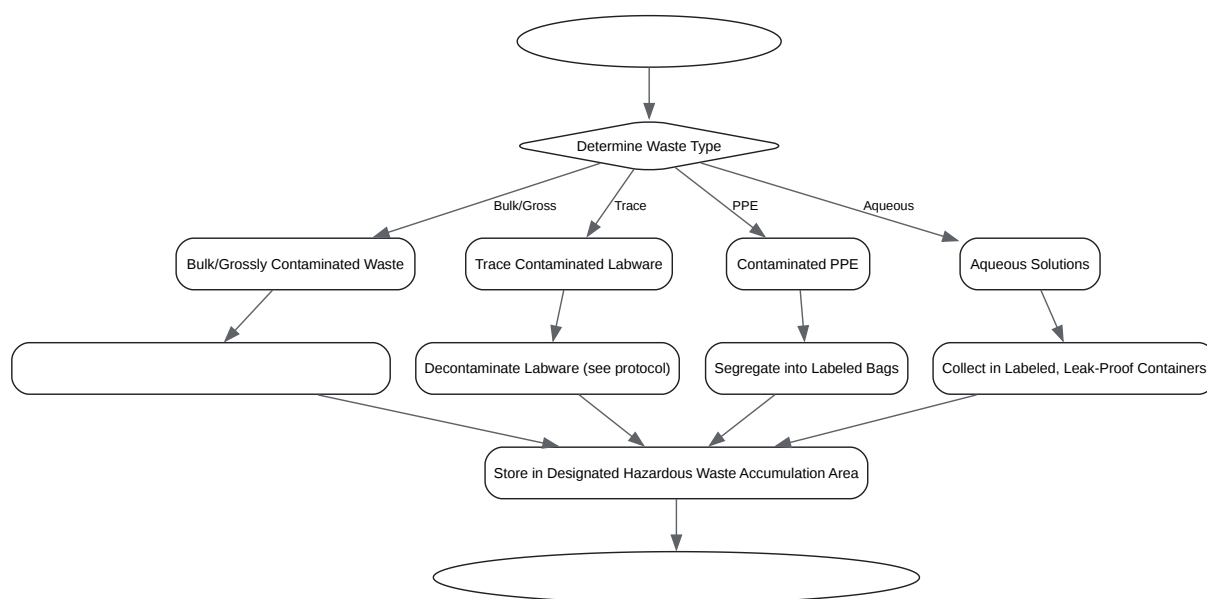 Determine Waste Type
Bulk/Gross
Trace
PPE
Aqueous
Bulk/Grossly Contaminated Waste
Trace Contaminated Labware
Contaminated PPE
Aqueous Solutions
Decontaminate Labware (see protocol)
Segregate into Labeled Bags
Collect in Labeled, Leak-Proof Containers
Store in Designated Hazardous Waste Accumulation Area